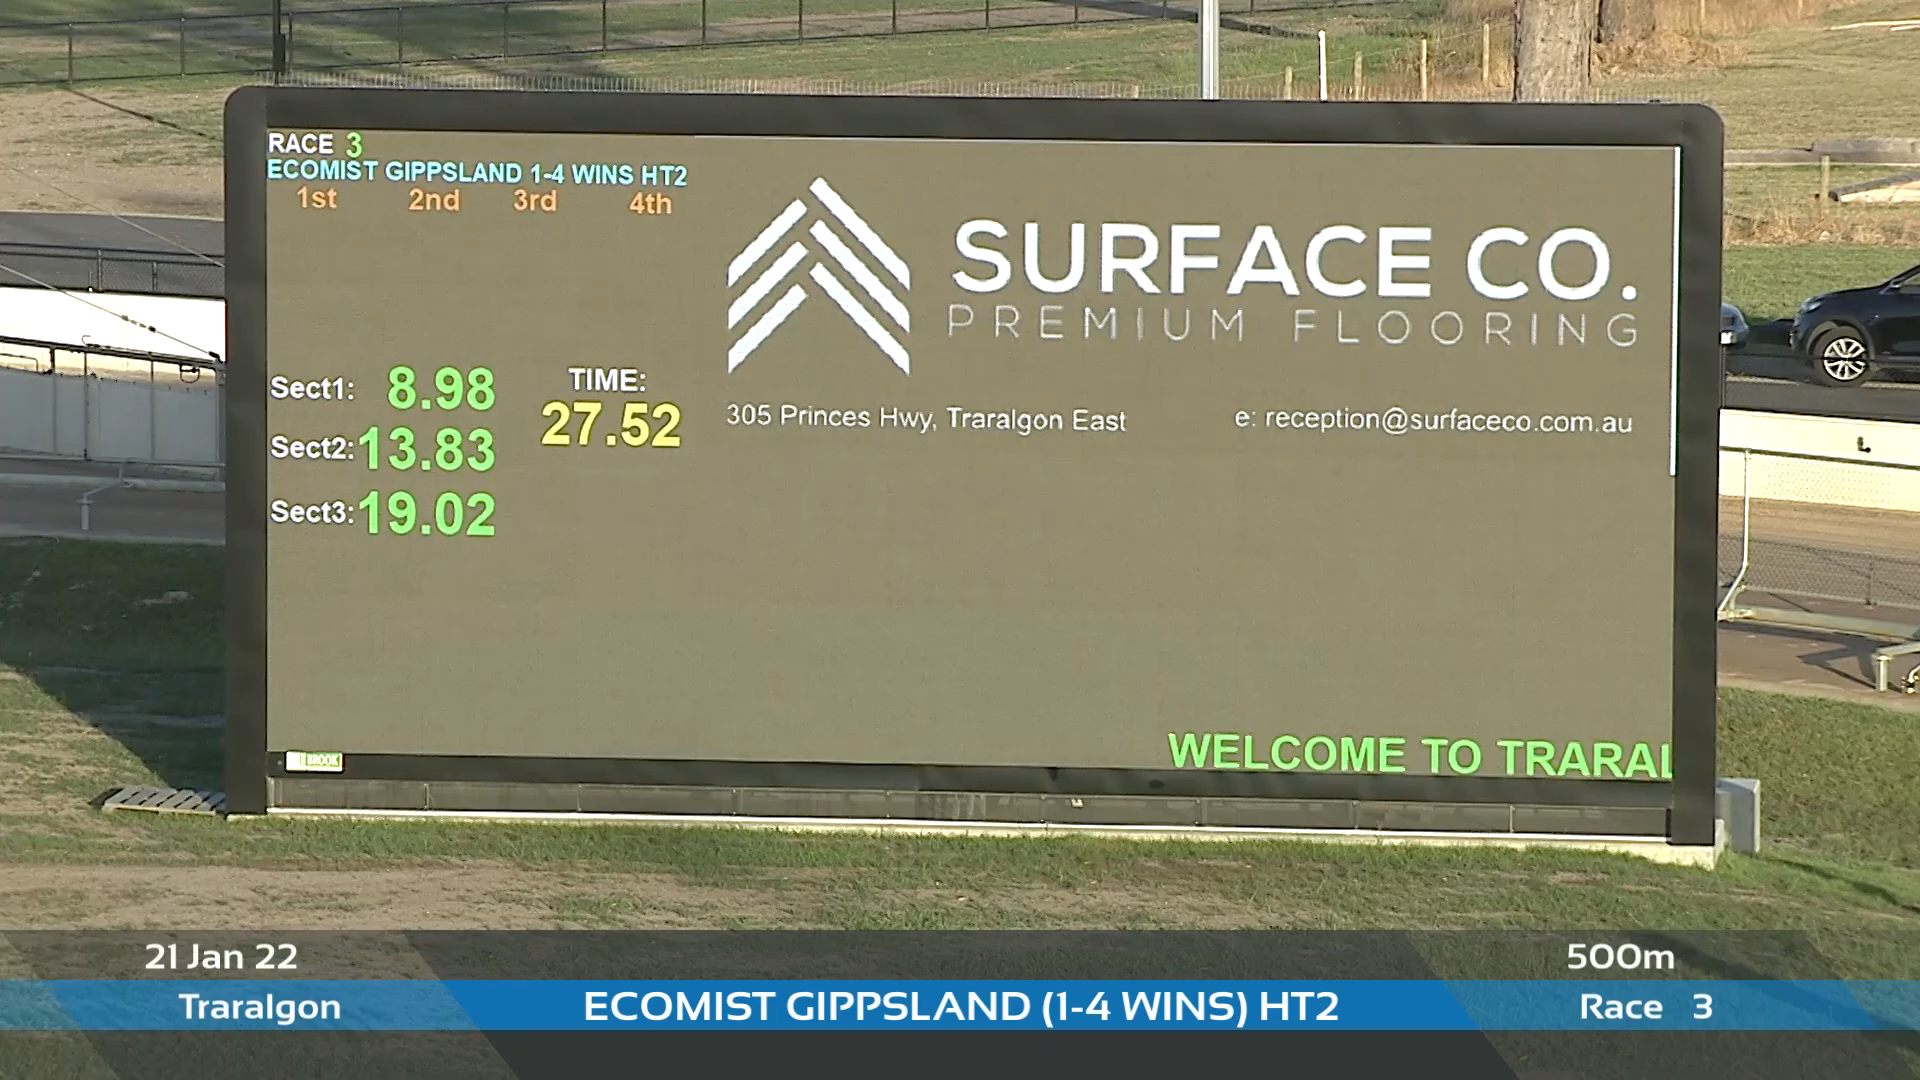 RACE 3
ECOMIST GIPPSLAND 1-4 WINS HT2
1st 2nd 3rd 4th
SURFACE CO.
PREMIUM FLOORING
305 Princes Hwy, Traralgon East e: reception@surfaceco.com.au
Sect1: 8.98
Sect2: 13.83
Sect3: 19.02
TIME:
27.52
WELCOME TO TRARAL
BROOK
21 Jan 22
Traralgon
ECOMIST GIPPSLAND (1-4 WINS) HT2
500m
Race 3